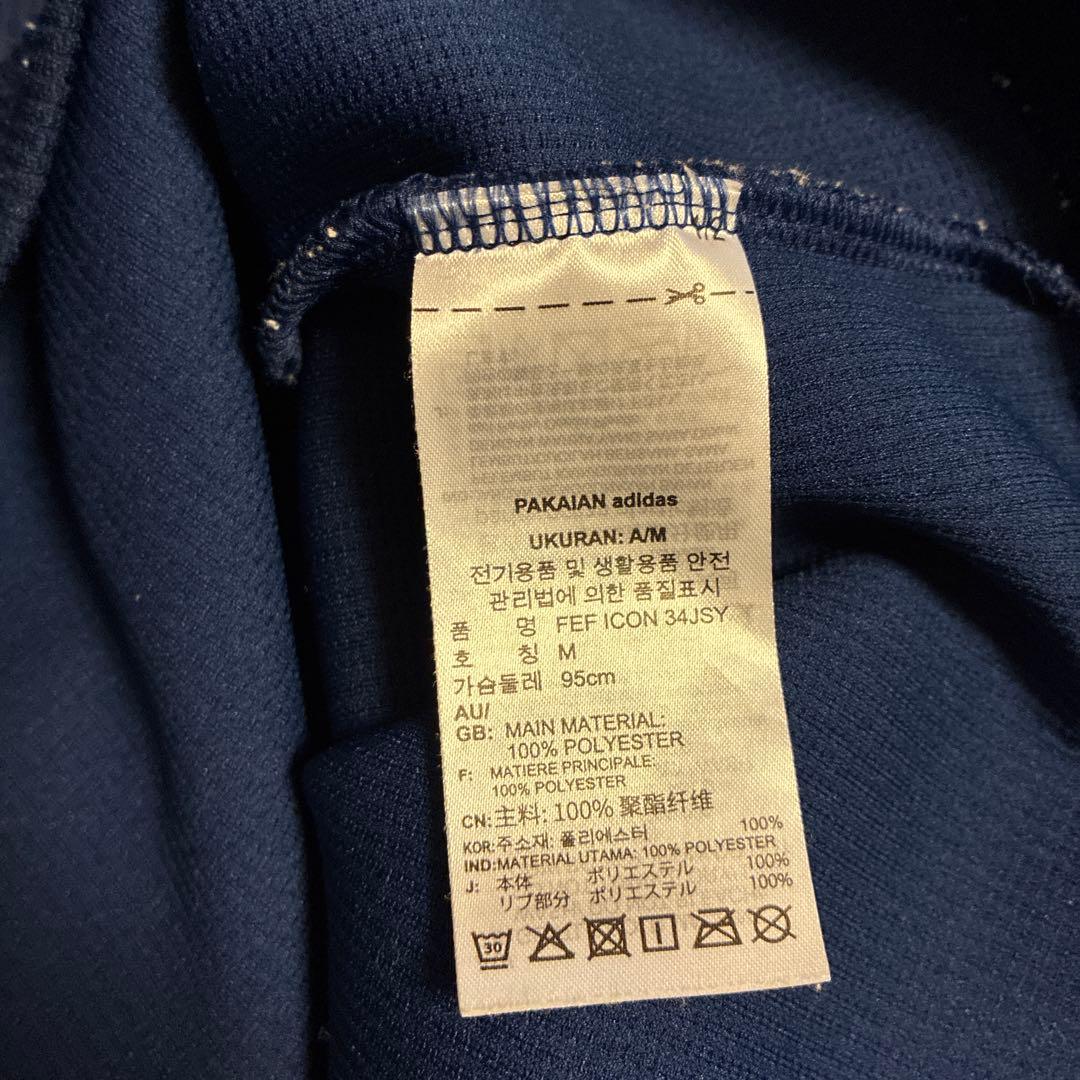 PAKAIAN adidas
UKURAN: A/M
전기용품 및 생활용품 안전
관리법에 의한 품질표시
품 명 FEF ICON 34JSY
호 칭 M
가슴둘레 95cm
AU/
GB: MAIN MATERIAL:
100% POLYESTER
F: MATIERE PRINCIPALE:
100% POLYESTER
CN: 主料: 100% 聚酯纤维
KOR: 주소재: 폴리에스터 100%
IND: MATERIAL UTAMA: 100% POLYESTER
J: 本体 ポリエステル 100%
リブ部分 ポリエステル 100%
30